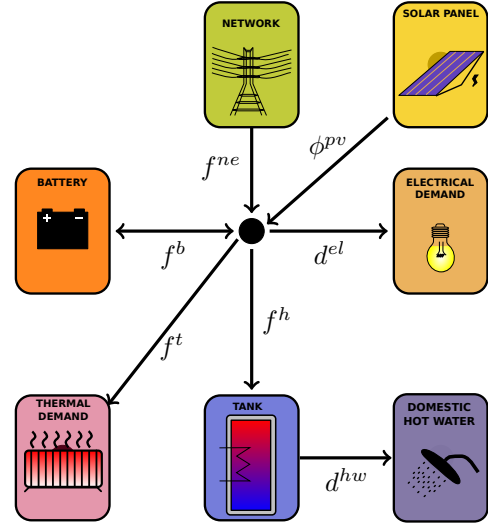 NETWORK
SOLAR PANEL
f^{ne}
ϕ^{pv}
BATTERY
+ −
ELECTRICAL
DEMAND
f^{b}
d^{el}
f^{t}
f^{h}
THERMAL
DEMAND
TANK
DOMESTIC
HOT WATER
d^{hw}